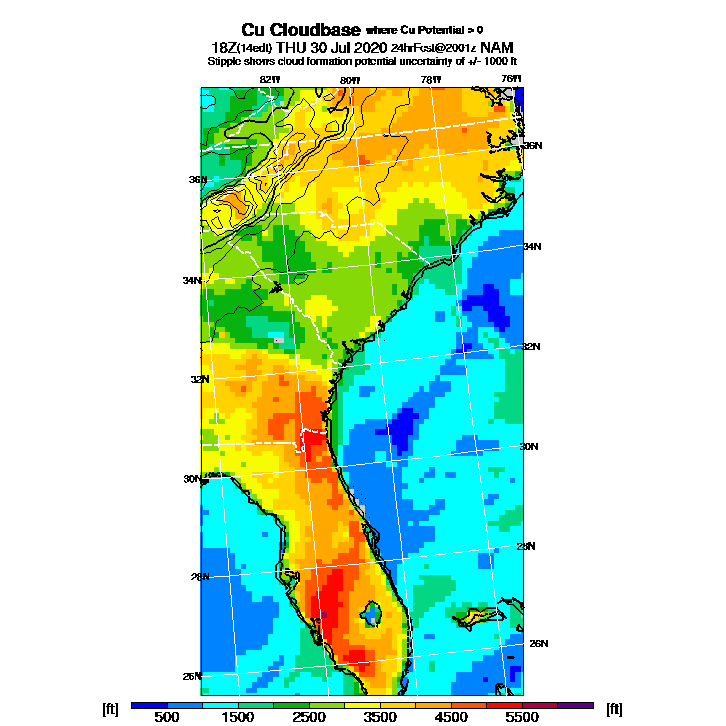 Cu Cloudbase where Cu Potential > 0
18Z(14edt) THU 30 Jul 2020 24hrFcst@2001z NAM
Stipple shows cloud formation potential uncertainty of +/- 1000 ft
82W 80W 78W 76W
36N
36N
34N
34N
32N
32N
30N
30N
28N
28N
26N
26N
[ft] 500 1500 2500 3500 4500 5500 [ft]